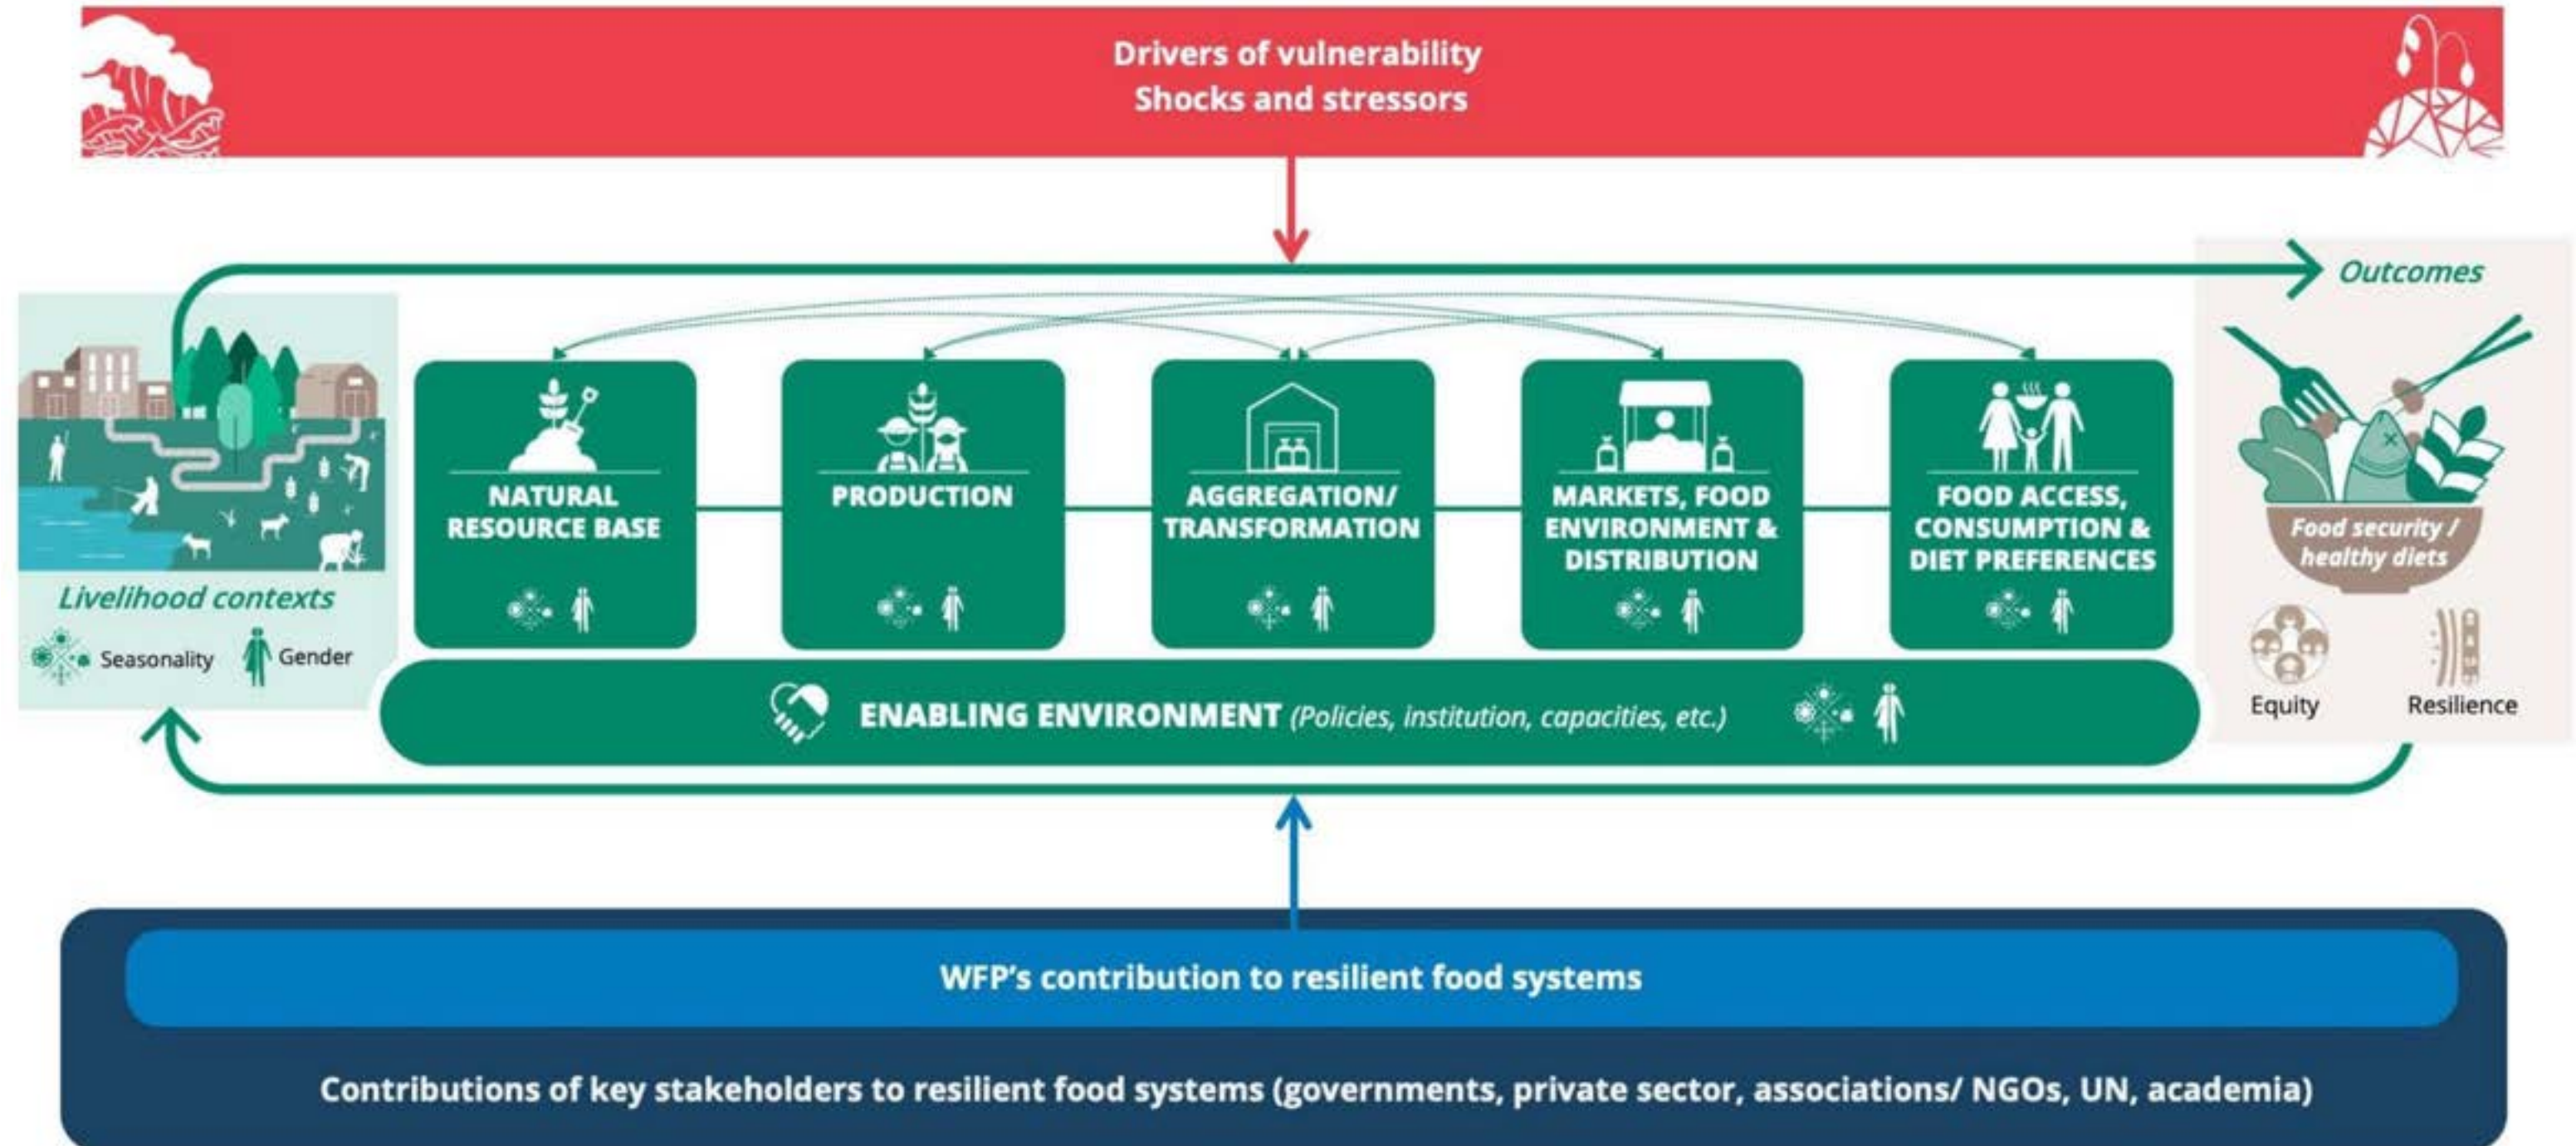 Drivers of vulnerability
Shocks and stressors
Outcomes
NATURAL
RESOURCE BASE
PRODUCTION
AGGREGATION/
TRANSFORMATION
MARKETS, FOOD
ENVIRONMENT &
DISTRIBUTION
FOOD ACCESS,
CONSUMPTION &
DIET PREFERENCES
Food security /
healthy diets
Livelihood contexts
Seasonality
Gender
Equity
Resilience
ENABLING ENVIRONMENT (Policies, institution, capacities, etc.)
WFP’s contribution to resilient food systems
Contributions of key stakeholders to resilient food systems (governments, private sector, associations/ NGOs, UN, academia)